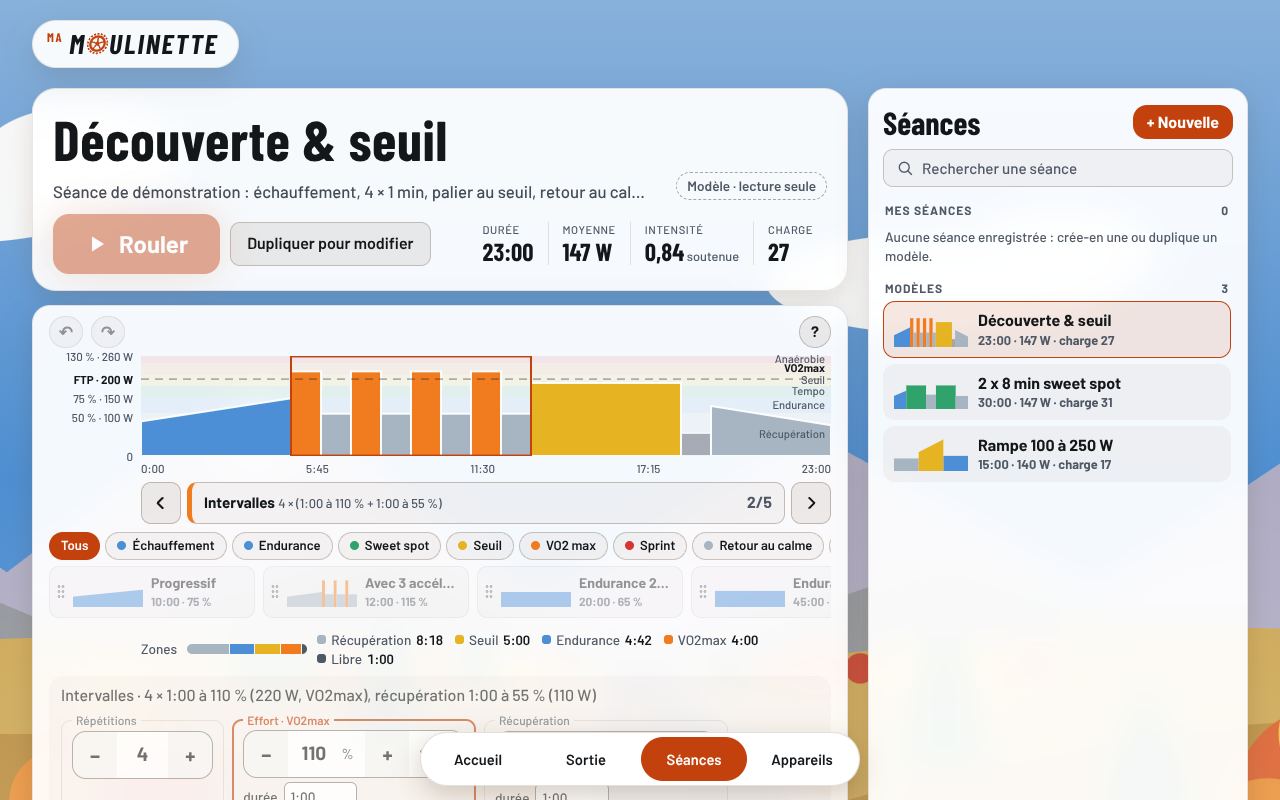 MA MOULINETTE
Découverte & seuil
Séance de démonstration : échauffement, 4 × 1 min, palier au seuil, retour au cal…
Modèle · lecture seule
Rouler
Dupliquer pour modifier
DURÉE
23:00
MOYENNE
147 W
INTENSITÉ
0,84 soutenue
CHARGE
27
↶ ↷ ?
130 % · 260 W
FTP · 200 W
75 % · 150 W
50 % · 100 W
0
Anaérobie
VO2max
Seuil
Tempo
Endurance
Récupération
0:00 5:45 11:30 17:15 23:00
Intervalles 4 × (1:00 à 110 % + 1:00 à 55 %) 2/5
Tous Échauffement Endurance Sweet spot Seuil VO2 max Sprint Retour au calme
Progressif
10:00 · 75 %
Avec 3 accél…
12:00 · 115 %
Endurance 2…
20:00 · 65 %
Endur
45:00 ·
Zones
Récupération 8:18 Seuil 5:00 Endurance 4:42 VO2max 4:00
Libre 1:00
Intervalles · 4 × 1:00 à 110 % (220 W, VO2max), récupération 1:00 à 55 % (110 W)
Répétitions
− 4 +
Effort · VO2max
− 110 % +
durée 1:00
Récupération
durée 1:00
Séances
+ Nouvelle
Rechercher une séance
MES SÉANCES 0
Aucune séance enregistrée : crée-en une ou duplique un
modèle.
MODÈLES 3
Découverte & seuil
23:00 · 147 W · charge 27
2 x 8 min sweet spot
30:00 · 147 W · charge 31
Rampe 100 à 250 W
15:00 · 140 W · charge 17
Accueil Sortie Séances Appareils